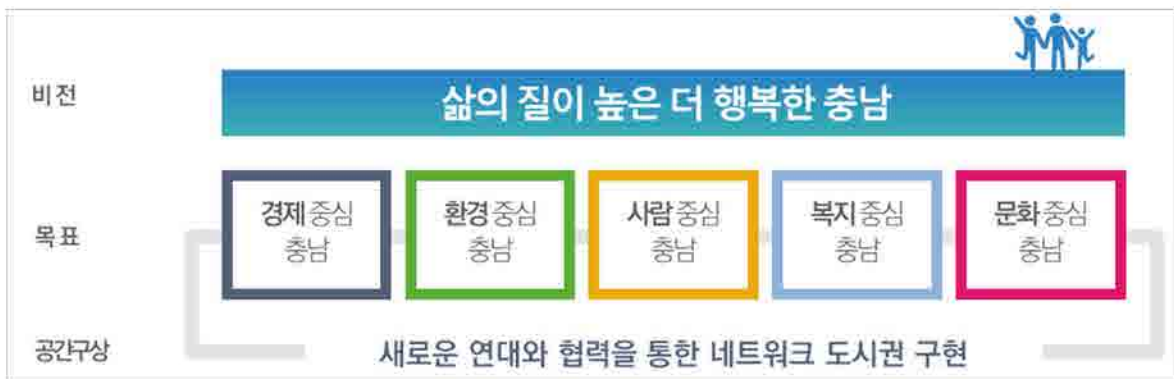 비전
삶의 질이 높은 더 행복한 충남
목표
경제 중심
충남
환경 중심
충남
사람 중심
충남
복지 중심
충남
문화 중심
충남
공간구상
새로운 연대와 협력을 통한 네트워크 도시권 구현